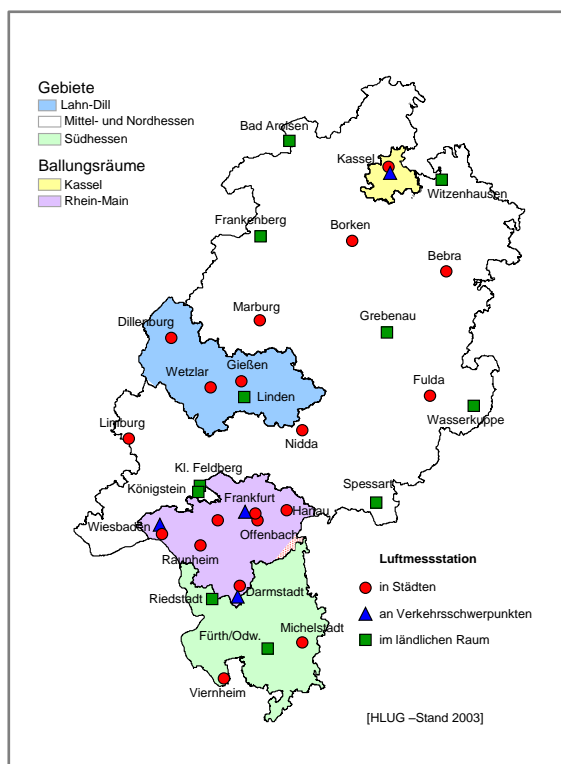 Gebiete
Lahn-Dill
Mittel- und Nordhessen
Südhessen
Ballungsräume
Kassel
Rhein-Main
Bad Arolsen
Kassel
Witzenhausen
Frankenberg
Borken
Bebra
Marburg
Grebenau
Dillenburg
Gießen
Wetzlar
Linden
Fulda
Wasserkuppe
Limburg
Nidda
Kl. Feldberg
Königstein
Spessart
Frankfurt
Hanau
Wiesbaden
Offenbach
Raunheim
Luftmessstation
in Städten
Darmstadt
Riedstadt
an Verkehrsschwerpunkten
Fürth/Odw.
Michelstadt
im ländlichen Raum
Viernheim
[HLUG –Stand 2003]